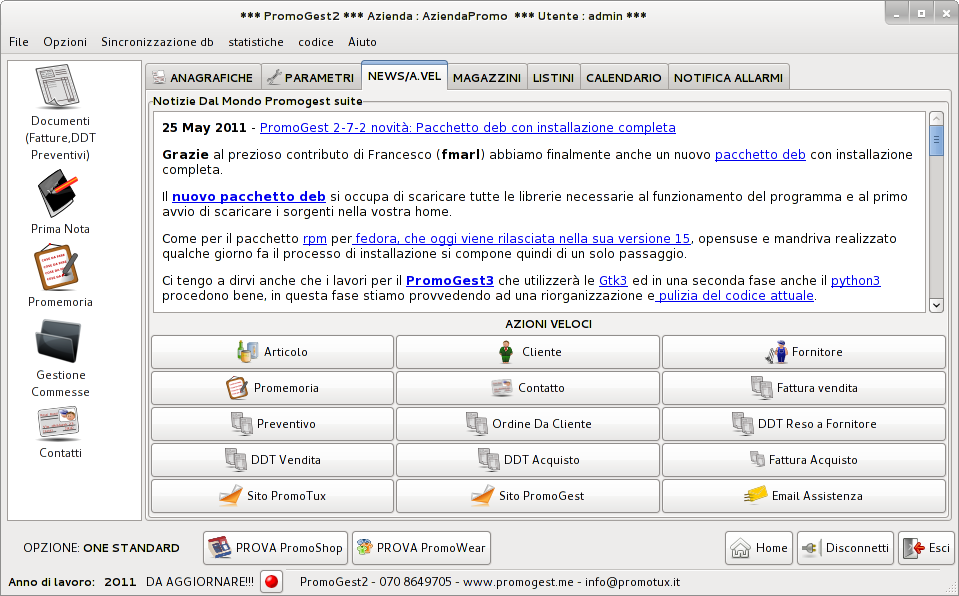 *** PromoGest2 *** Azienda : AziendaPromo *** Utente : admin ***
File Opzioni Sincronizzazione db statistiche codice Aiuto
Documenti
(Fatture,DDT
Preventivi)
Prima Nota
Promemoria
Gestione
Commesse
Contatti
ANAGRAFICHE PARAMETRI NEWS/A.VEL MAGAZZINI LISTINI CALENDARIO NOTIFICA ALLARMI
Notizie Dal Mondo Promogest suite
25 May 2011 - PromoGest 2-7-2 novità: Pacchetto deb con installazione completa
Grazie al prezioso contributo di Francesco (fmarl) abbiamo finalmente anche un nuovo pacchetto deb con installazione
completa.
Il nuovo pacchetto deb si occupa di scaricare tutte le librerie necessarie al funzionamento del programma e al primo
avvio di scaricare i sorgenti nella vostra home.
Come per il pacchetto rpm per fedora, che oggi viene rilasciata nella sua versione 15, opensuse e mandriva realizzato
qualche giorno fa il processo di installazione si compone quindi di un solo passaggio.
Ci tengo a dirvi anche che i lavori per il PromoGest3 che utilizzerà le Gtk3 ed in una seconda fase anche il python3
procedono bene, in questa fase stiamo provvedendo ad una riorganizzazione e pulizia del codice attuale.
AZIONI VELOCI
Articolo Cliente Fornitore
Promemoria Contatto Fattura vendita
Preventivo Ordine Da Cliente DDT Reso a Fornitore
DDT Vendita DDT Acquisto Fattura Acquisto
Sito PromoTux Sito PromoGest Email Assistenza
OPZIONE: ONE STANDARD PROVA PromoShop PROVA PromoWear Home Disconnetti Esci
Anno di lavoro: 2011 DA AGGIORNARE!!! PromoGest2 - 070 8649705 - www.promogest.me - info@promotux.it